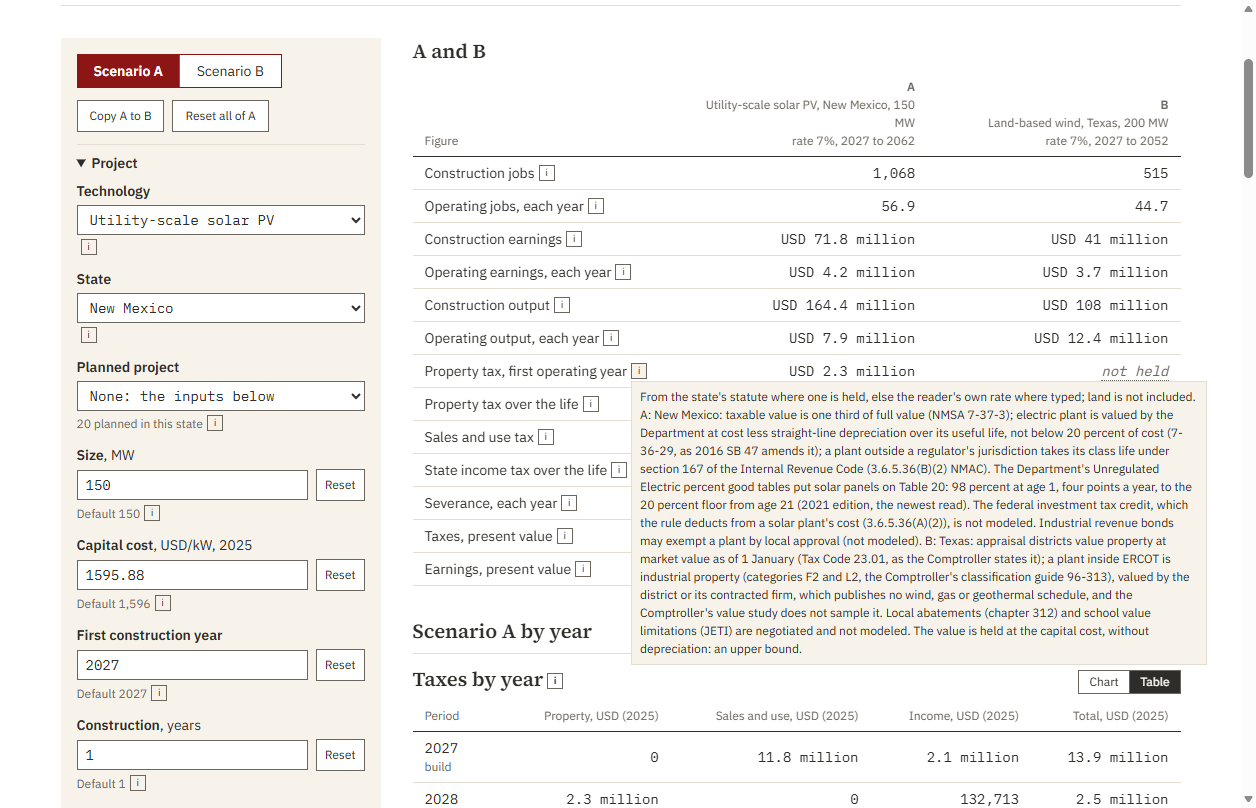 Scenario A
Scenario B
Copy A to B
Reset all of A
▼ Project
Technology
Utility-scale solar PV
i
State
New Mexico
i
Planned project
None: the inputs below
20 planned in this state i
Size, MW
150
Reset
Default 150 i
Capital cost, USD/kW, 2025
1595.88
Reset
Default 1,596 i
First construction year
2027
Reset
Default 2027 i
Construction, years
1
Reset
Default 1 i
A and B
Figure
A
Utility-scale solar PV, New Mexico, 150
MW
rate 7%, 2027 to 2062
B
Land-based wind, Texas, 200 MW
rate 7%, 2027 to 2052
Construction jobs i 1,068 515
Operating jobs, each year i 56.9 44.7
Construction earnings i USD 71.8 million USD 41 million
Operating earnings, each year i USD 4.2 million USD 3.7 million
Construction output i USD 164.4 million USD 108 million
Operating output, each year i USD 7.9 million USD 12.4 million
Property tax, first operating year i USD 2.3 million not held
Property tax over the life i
Sales and use tax i
State income tax over the life i
Severance, each year i
Taxes, present value i
Earnings, present value i
From the state's statute where one is held, else the reader's own rate where typed; land is not included.
A: New Mexico: taxable value is one third of full value (NMSA 7-37-3); electric plant is valued by the
Department at cost less straight-line depreciation over its useful life, not below 20 percent of cost (7-
36-29, as 2016 SB 47 amends it); a plant outside a regulator's jurisdiction takes its class life under
section 167 of the Internal Revenue Code (3.6.5.36(B)(2) NMAC). The Department's Unregulated
Electric percent good tables put solar panels on Table 20: 98 percent at age 1, four points a year, to the
20 percent floor from age 21 (2021 edition, the newest read). The federal investment tax credit, which
the rule deducts from a solar plant's cost (3.6.5.36(A)(2)), is not modeled. Industrial revenue bonds
may exempt a plant by local approval (not modeled). B: Texas: appraisal districts value property at
market value as of 1 January (Tax Code 23.01, as the Comptroller states it); a plant inside ERCOT is
industrial property (categories F2 and L2, the Comptroller's classification guide 96-313), valued by the
district or its contracted firm, which publishes no wind, gas or geothermal schedule, and the
Comptroller's value study does not sample it. Local abatements (chapter 312) and school value
limitations (JETI) are negotiated and not modeled. The value is held at the capital cost, without
depreciation: an upper bound.
Scenario A by year
Taxes by year i
Chart
Table
Period Property, USD (2025) Sales and use, USD (2025) Income, USD (2025) Total, USD (2025)
2027
build
0 11.8 million 2.1 million 13.9 million
2028 2.3 million 0 132,713 2.5 million